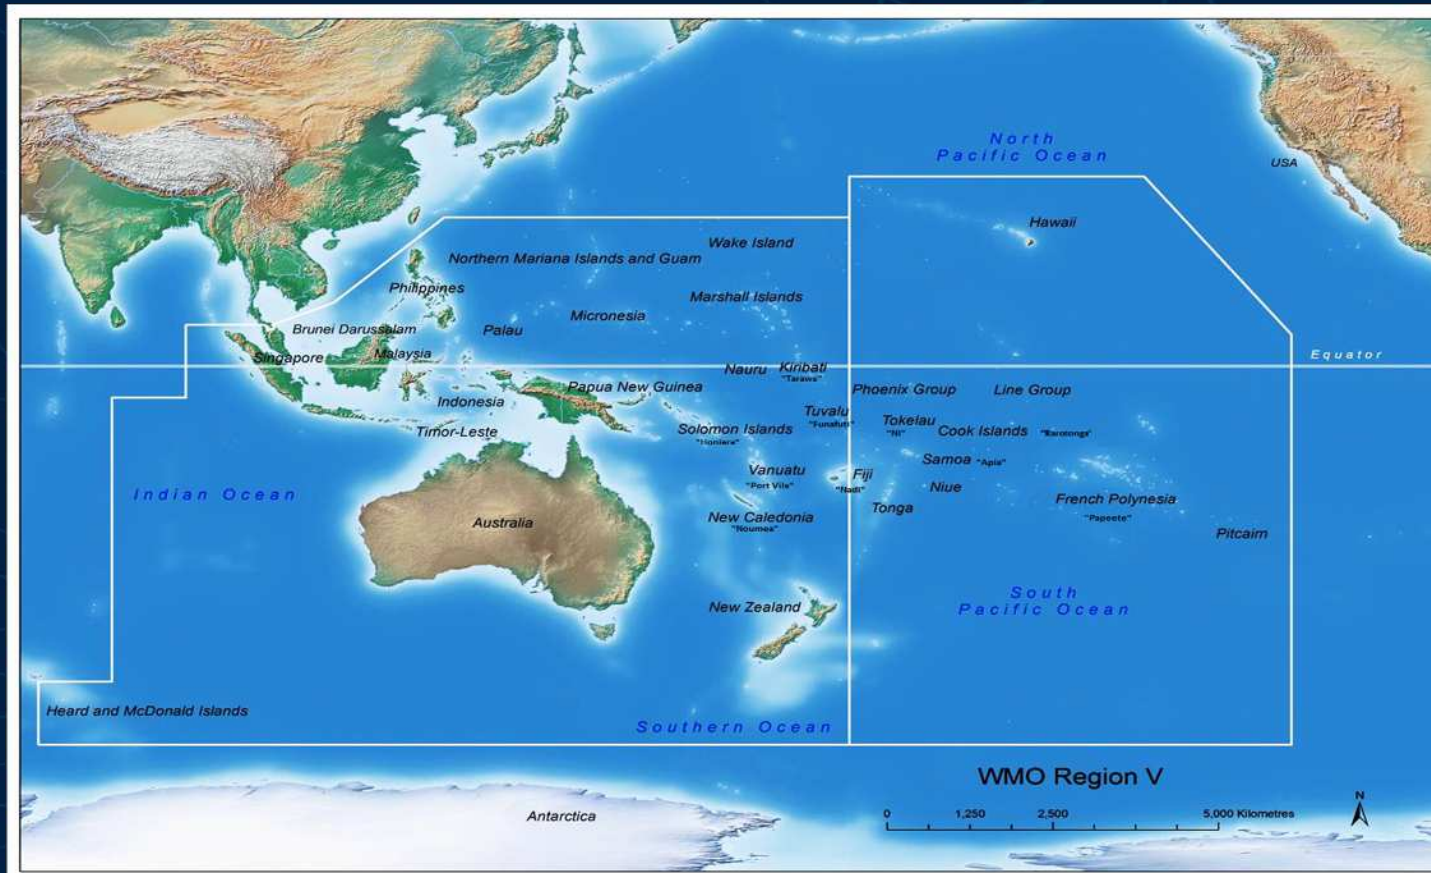 North
Pacific Ocean
USA
Hawaii
Wake Island
Northern Mariana Islands and Guam
Philippines
Marshall Islands
Micronesia
Brunei Darussalam
Palau
Singapore
Malaysia
Equator
Nauru
Kiribati
"Tarawa"
Papua New Guinea
Phoenix Group
Line Group
Indonesia
Tuvalu
"Funafuti"
Timor-Leste
Solomon Islands
"Honiara"
Tokelau
"NI"
Cook Islands
"Rarotonga"
Samoa
"Apia"
Vanuatu
"Port Vile"
Fiji
"Nadi"
Niue
Indian Ocean
French Polynesia
"Papeete"
Tonga
New Caledonia
"Noumea"
Australia
Pitcairn
New Zealand
South
Pacific Ocean
Heard and McDonald Islands
Southern Ocean
WMO Region V
0 1,250 2,500 5,000 Kilometres
N
Antarctica